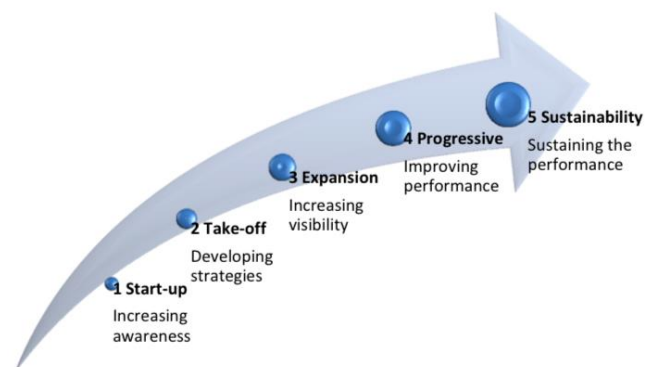 1 Start-up
Increasing
awareness
2 Take-off
Developing
strategies
3 Expansion
Increasing
visibility
4 Progressive
Improving
performance
5 Sustainability
Sustaining the
performance